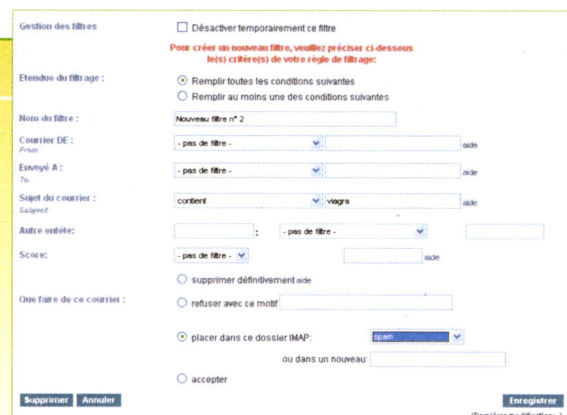 Gestion des filtres
Désactiver temporairement ce filtre
Pour créer un nouveau filtre, veuillez préciser ci-dessous
le(s) critère(s) de votre règle de filtrage:
Etendue du filtrage :
Remplir toutes les conditions suivantes
Remplir au moins une des conditions suivantes
Nom du filtre :
Nouveau filtre n° 2
Courrier DE :
From
- pas de filtre -
aide
Envoyé A :
To.
- pas de filtre -
aide
Sujet du courrier :
Subject
contient
viagra
aide
Autre entête:
:
- pas de filtre -
Score:
- pas de filtre -
aide
supprimer définitivement aide
Que faire de ce courrier :
refuser avec ce motif
placer dans ce dossier IMAP:
spam
ou dans un nouveau:
accepter
Supprimer Annuler
Enregistrer